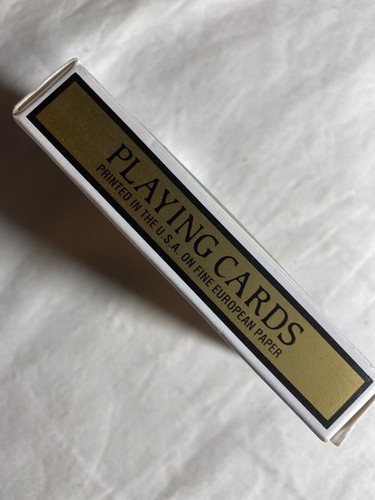 PLAYING CARDS
PRINTED IN THE U.S.A. ON FINE EUROPEAN PAPER